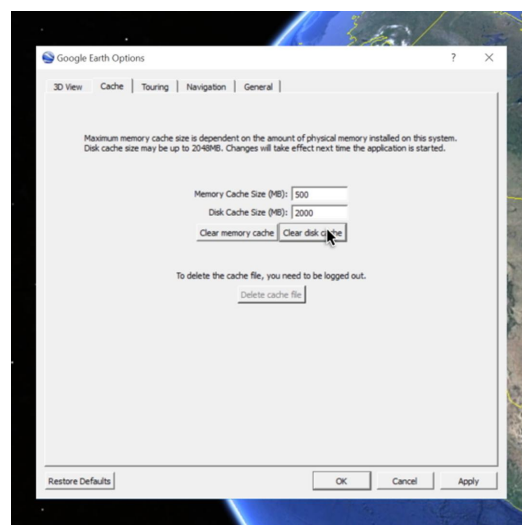 Google Earth Options
?
3D View
Cache
Touring
Navigation
General
Maximum memory cache size is dependent on the amount of physical memory installed on this system.
Disk cache size may be up to 2048MB. Changes will take effect next time the application is started.
Memory Cache Size (MB): 500
Disk Cache Size (MB): 2000
Clear memory cache
Clear disk cache
To delete the cache file, you need to be logged out.
Delete cache file
Restore Defaults
OK
Cancel
Apply